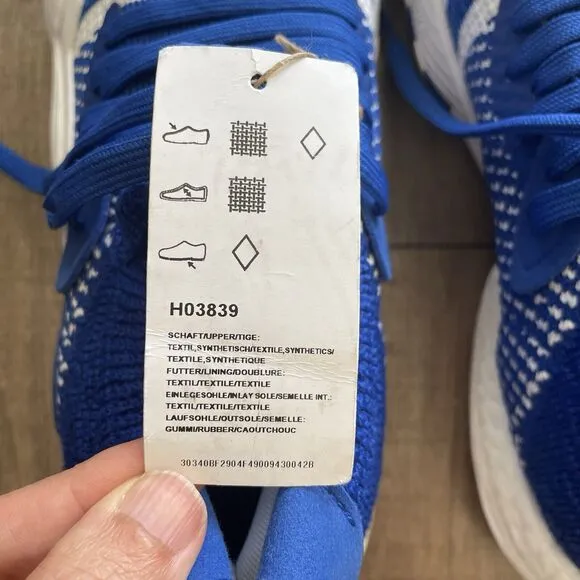 H03839
SCHAFT/UPPER/TIGE:
TEXTIL,SYNTHETISCH/TEXTILE,SYNTHETICS/
TEXTILE,SYNTHETIQUE
FUTTER/LINING/DOUBLURE:
TEXTIL/TEXTILE/TEXTILE
EINLEGESOHLE/INLAY SOLE/SEMELLE INT.:
TEXTIL/TEXTILE/TEXTILE
LAUFSOHLE/OUTSOLE/SEMELLE:
GUMMI/RUBBER/CAOUTCHOUC
30340BF2904F49009430042B